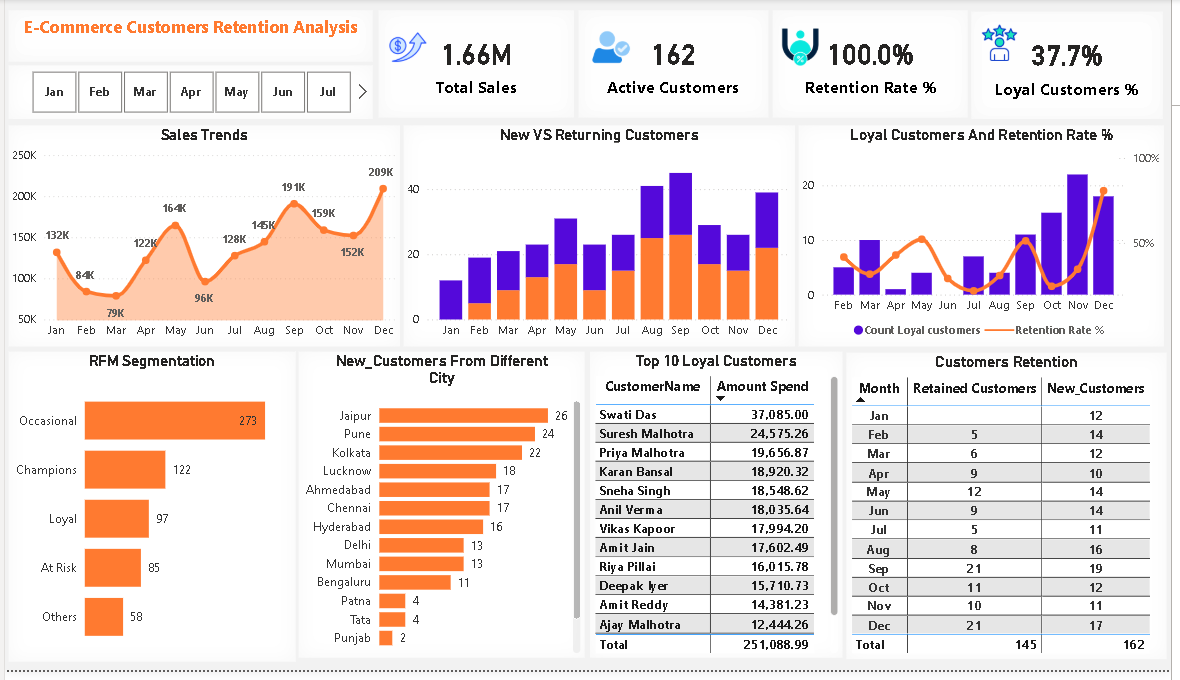 E-Commerce Customers Retention Analysis
Jan Feb Mar Apr May Jun Jul
1.66M
Total Sales
162
Active Customers
100.0%
Retention Rate %
37.7%
Loyal Customers %
Sales Trends
250K
200K
150K
100K
50K
132K
84K
79K
122K
164K
96K
128K
145K
191K
159K
152K
209K
Jan Feb Mar Apr May Jun Jul Aug Sep Oct Nov Dec
New VS Returning Customers
40
20
0
Jan Feb Mar Apr May Jun Jul Aug Sep Oct Nov Dec
Loyal Customers And Retention Rate %
20
10
0
100%
50%
Feb Mar Apr May Jun Jul Aug Sep Oct Nov Dec
Count Loyal customers Retention Rate %
RFM Segmentation
Occasional 273
Champions 122
Loyal 97
At Risk 85
Others 58
New_Customers From Different
City
Jaipur 26
Pune 24
Kolkata 22
Lucknow 18
Ahmedabad 17
Chennai 17
Hyderabad 16
Delhi 13
Mumbai 13
Bengaluru 11
Patna 4
Tata 4
Punjab 2
Top 10 Loyal Customers
CustomerName Amount Spend
Swati Das 37,085.00
Suresh Malhotra 24,575.26
Priya Malhotra 19,656.87
Karan Bansal 18,920.32
Sneha Singh 18,548.62
Anil Verma 18,035.64
Vikas Kapoor 17,994.20
Amit Jain 17,602.49
Riya Pillai 16,015.78
Deepak Iyer 15,710.73
Amit Reddy 14,381.23
Ajay Malhotra 12,444.26
Total 251,088.99
Customers Retention
Month Retained Customers New_Customers
Jan 12
Feb 5 14
Mar 6 12
Apr 9 10
May 12 14
Jun 9 14
Jul 5 11
Aug 8 16
Sep 21 19
Oct 11 12
Nov 10 11
Dec 21 17
Total 145 162